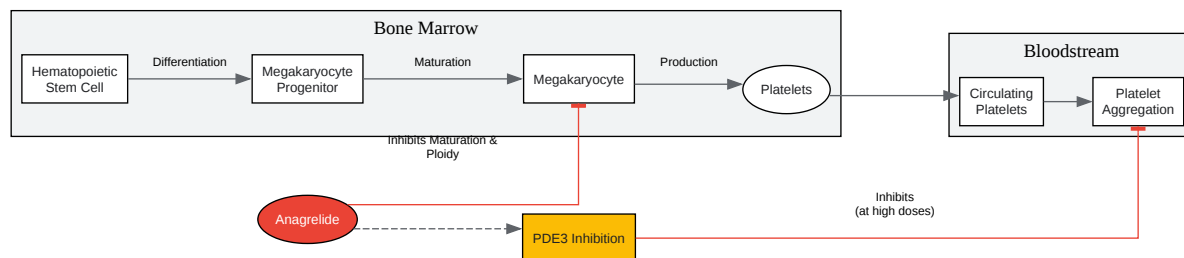 Bone Marrow
Hematopoietic
Stem Cell
Differentiation
Megakaryocyte
Progenitor
Maturation
Megakaryocyte
Production
Platelets
Bloodstream
Circulating
Platelets
Platelet
Aggregation
Inhibits Maturation &
Ploidy
Anagrelide
PDE3 Inhibition
Inhibits
(at high doses)